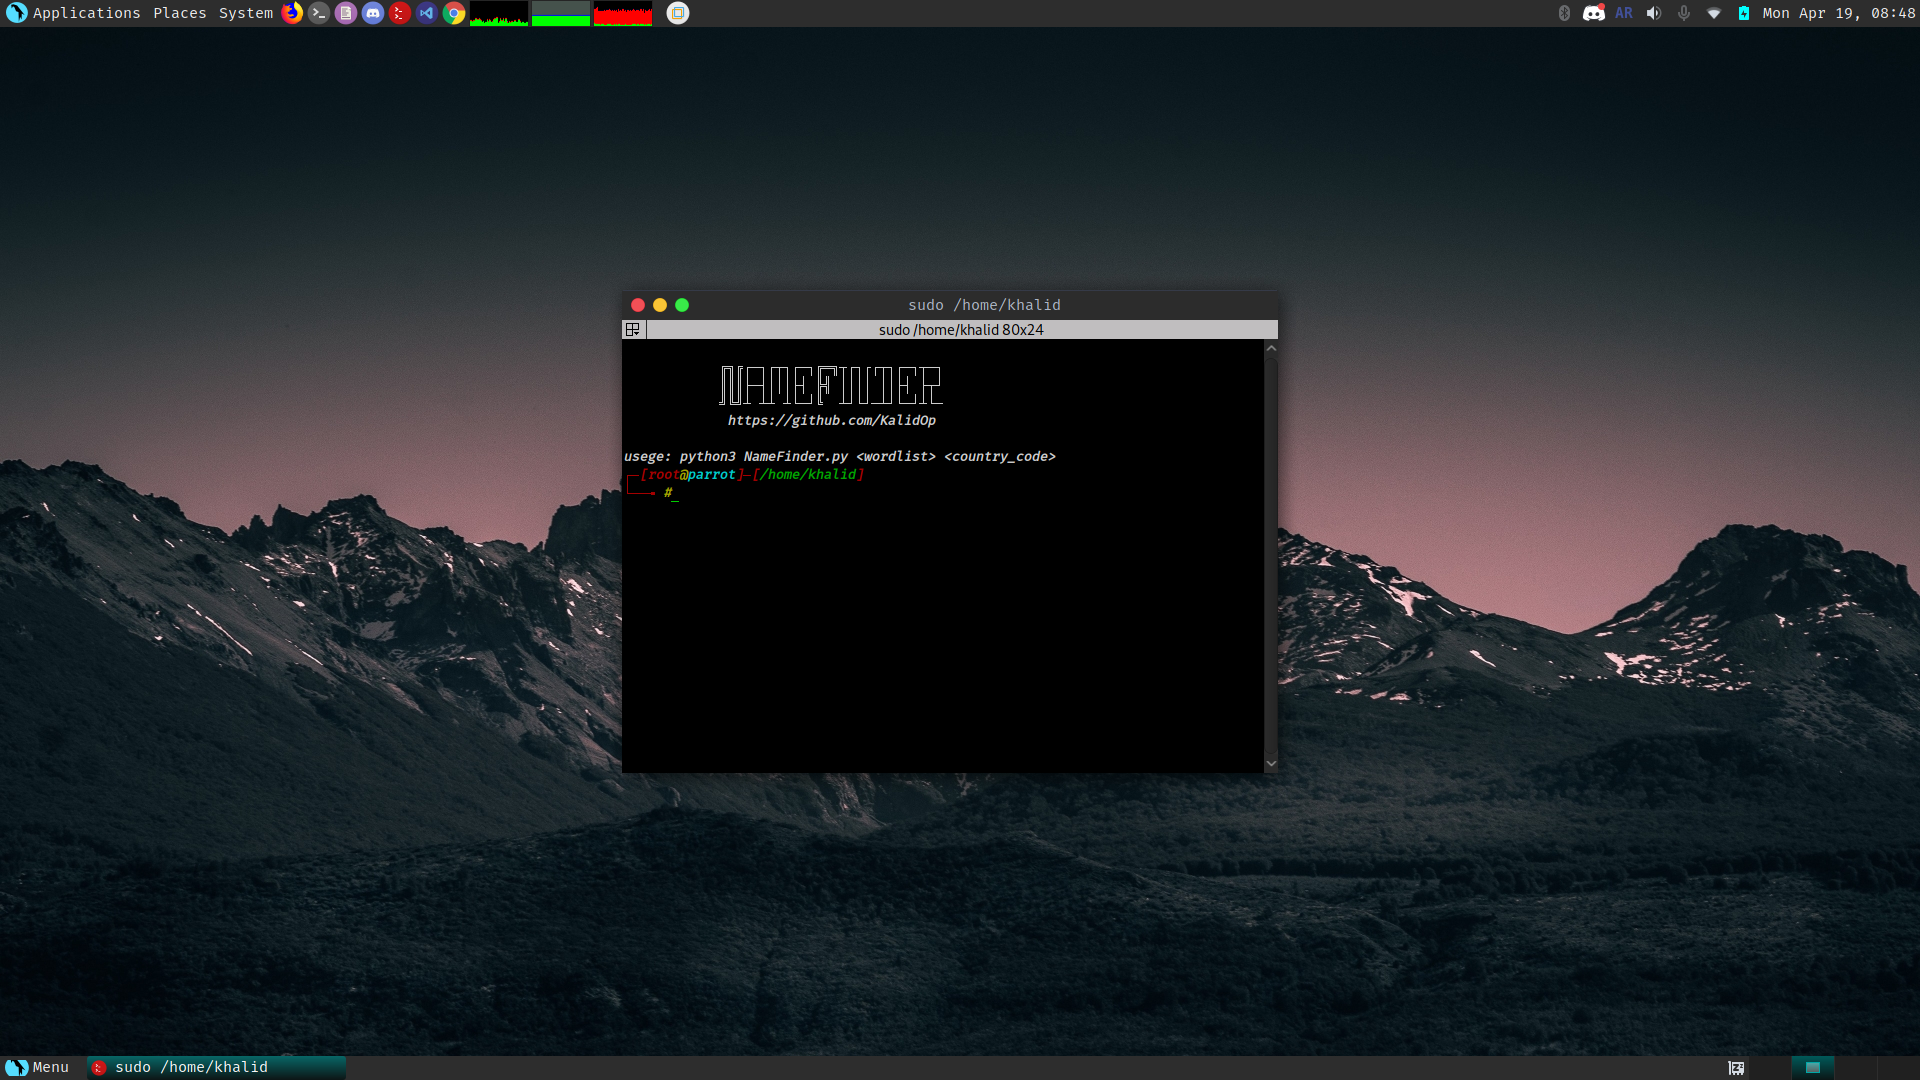 Applications Places System AR Mon Apr 19, 08:48
sudo /home/khalid
sudo /home/khalid 80x24
NAMEFINDER
https://github.com/KalidOp
usege: python3 NameFinder.py <wordlist> <country_code>
[root@parrot]─[/home/khalid]
#_
Menu sudo /home/khalid